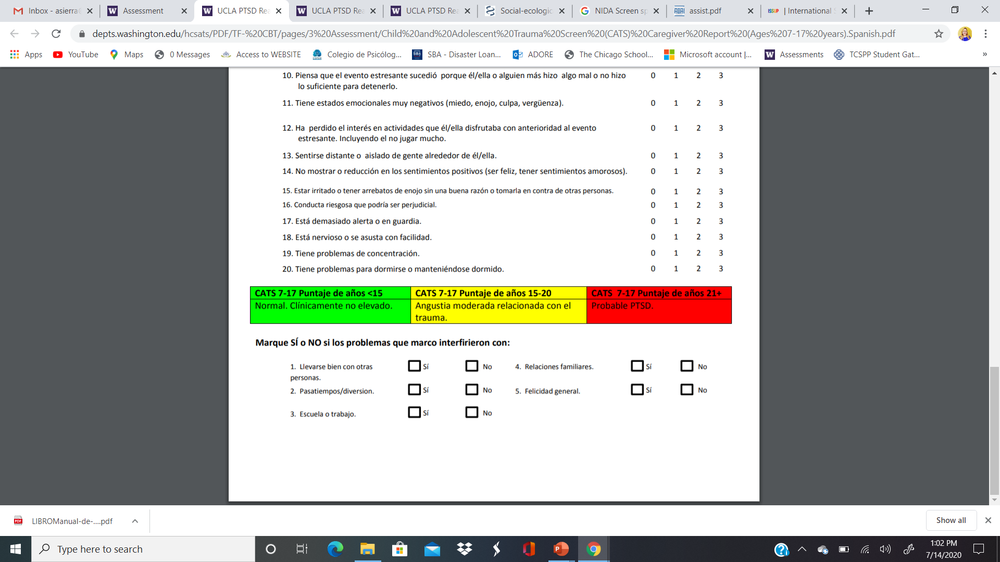 Inbox - asierra
Assessment
UCLA PTSD Rea
UCLA PTSD Rea
UCLA PTSD Rea
Social-ecologic
NIDA Screen sp
assist.pdf
| International S
depts.washington.edu/hcsats/PDF/TF-%20CBT/pages/3%20Assessment/Child%20and%20Adolescent%20Trauma%20Screen%20(CATS)%20Caregiver%20Report%20(Ages%207-17%20years).Spanish.pdf
Apps YouTube Maps 0 Messages Access to WEBSITE Colegio de Psicólog... SBA - Disaster Loan... ADORE The Chicago School... Microsoft account |... Assessments TCSPP Student Gat... »
10. Piensa que el evento estresante sucedió porque él/ella o alguien más hizo algo mal o no hizo 0 1 2 3
lo suficiente para detenerlo.
11. Tiene estados emocionales muy negativos (miedo, enojo, culpa, vergüenza). 0 1 2 3
12. Ha perdido el interés en actividades que él/ella disfrutaba con anterioridad al evento 0 1 2 3
estresante. Incluyendo el no jugar mucho.
13. Sentirse distante o aislado de gente alrededor de él/ella. 0 1 2 3
14. No mostrar o reducción en los sentimientos positivos (ser feliz, tener sentimientos amorosos). 0 1 2 3
15. Estar irritado o tener arrebatos de enojo sin una buena razón o tomarla en contra de otras personas. 0 1 2 3
16. Conducta riesgosa que podría ser perjudicial. 0 1 2 3
17. Está demasiado alerta o en guardia. 0 1 2 3
18. Está nervioso o se asusta con facilidad. 0 1 2 3
19. Tiene problemas de concentración. 0 1 2 3
20. Tiene problemas para dormirse o manteniéndose dormido. 0 1 2 3
CATS 7-17 Puntaje de años <15
Normal. Clínicamente no elevado.
CATS 7-17 Puntaje de años 15-20
Angustia moderada relacionada con el
trauma.
CATS 7-17 Puntaje de años 21+
Probable PTSD.
Marque SÍ o NO si los problemas que marco interfirieron con:
1. Llevarse bien con otras Sí No 4. Relaciones familiares. Sí No
personas.
2. Pasatiempos/diversion. Sí No 5. Felicidad general. Sí No
3. Escuela o trabajo. Sí No
LIBROManual-de-....pdf
Show all
Type here to search
1:02 PM
7/14/2020